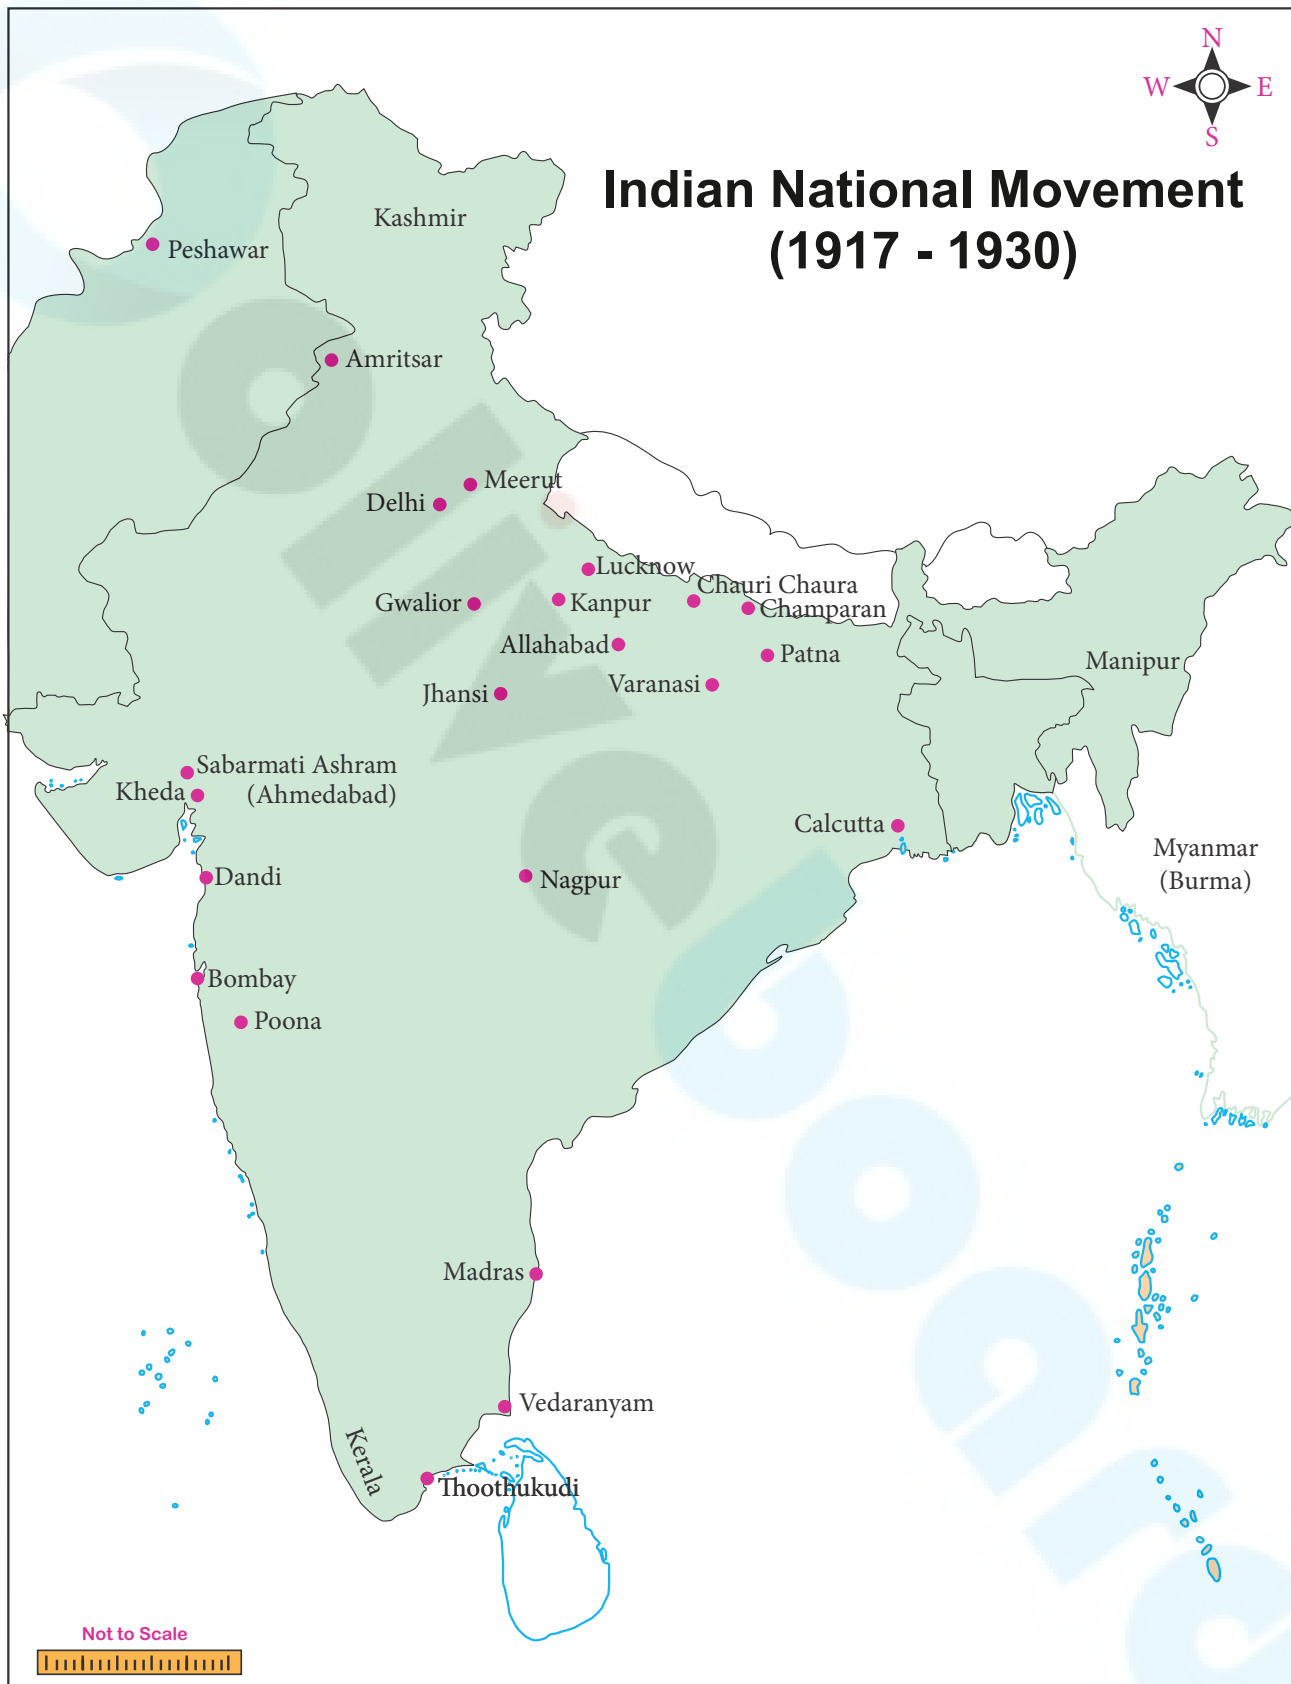 N
W E
S
Indian National Movement
(1917 - 1930)
Kashmir
Peshawar
Amritsar
Meerut
Delhi
Lucknow
Chauri Chaura
Gwalior
Kanpur
Champaran
Allahabad
Patna
Manipur
Varanasi
Jhansi
Sabarmati Ashram
(Ahmedabad)
Kheda
Calcutta
Myanmar
(Burma)
Dandi
Nagpur
Bombay
Poona
Madras
Vedaranyam
Kerala
Thoothukudi
Not to Scale
olive board